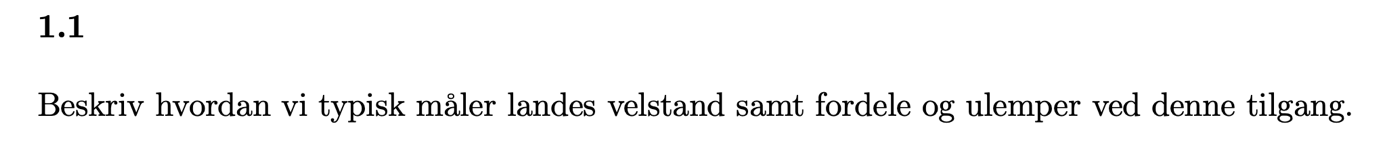 1.1
Beskriv hvordan vi typisk måler landes velstand samt fordele og ulemper ved denne tilgang.